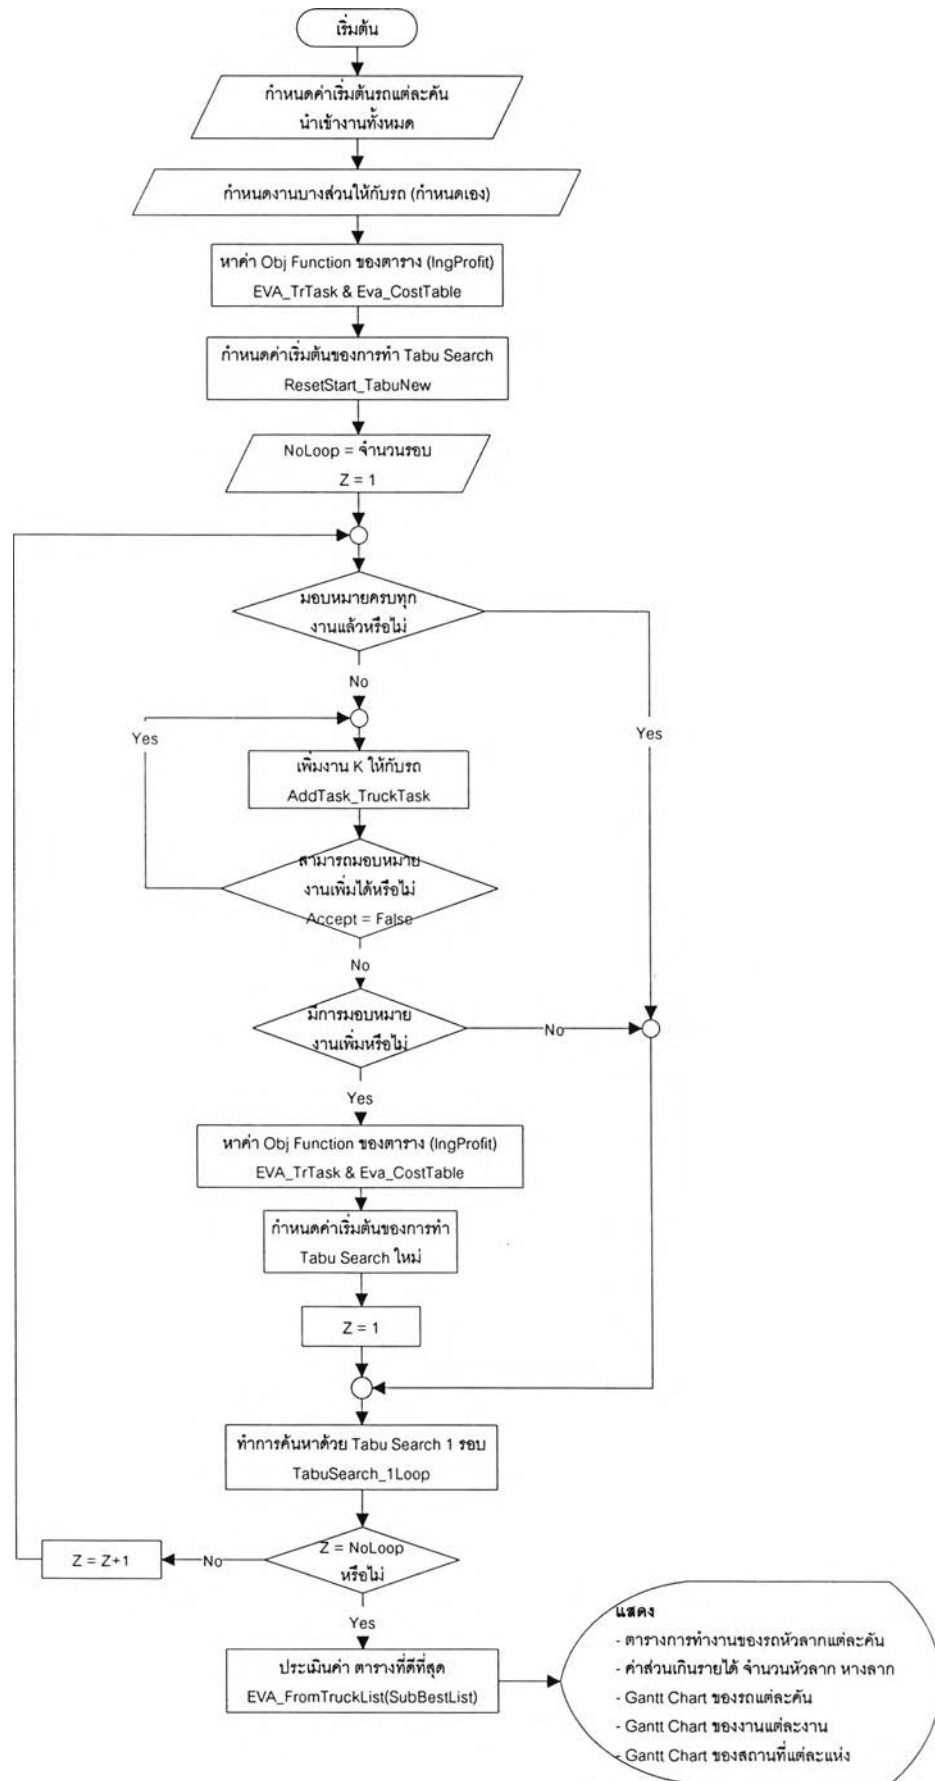 เริ่มต้น
กำหนดค่าเริ่มต้นรถแต่ละคัน
นำเข้างานทั้งหมด
กำหนดงานบางส่วนให้กับรถ (กำหนดเอง)
หาค่า Obj Function ของตาราง (IngProfit)
EVA_TrTask & Eva_CostTable
กำหนดค่าเริ่มต้นของการทำ Tabu Search
ResetStart_TabuNew
NoLoop = จำนวนรอบ
Z = 1
มอบหมายครบทุก
งานแล้วหรือไม่
No
Yes
Yes
เพิ่มงาน K ให้กับรถ
AddTask_TruckTask
สามารถมอบหมาย
งานเพิ่มได้หรือไม่
Accept = False
No
มีการมอบหมาย
งานเพิ่มหรือไม่
No
Yes
หาค่า Obj Function ของตาราง (IngProfit)
EVA_TrTask & Eva_CostTable
กำหนดค่าเริ่มต้นของการทำ
Tabu Search ใหม่
Z = 1
ทำการค้นหาด้วย Tabu Search 1 รอบ
TabuSearch_1Loop
Z = NoLoop
หรือไม่
No
Z = Z+1
Yes
ประเมินค่า ตารางที่ดีที่สุด
EVA_FromTruckList(SubBestList)
แสดง
- ตารางการทำงานของรถหัวลากแต่ละคัน
- ค่าส่วนเกินรายได้ จำนวนหัวลาก หางลาก
- Gantt Chart ของรถแต่ละคัน
- Gantt Chart ของงานแต่ละงาน
- Gantt Chart ของสถานที่แต่ละแห่ง